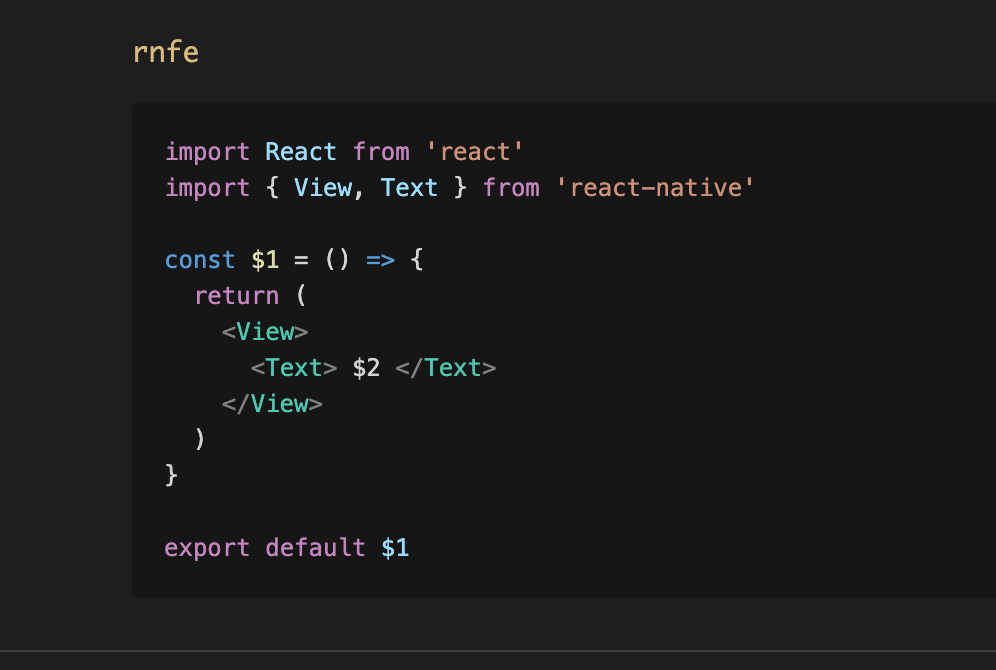 rnfe
import React from 'react'
import { View, Text } from 'react-native'
const $1 = () => {
return (
<View>
<Text> $2 </Text>
</View>
)
}
export default $1